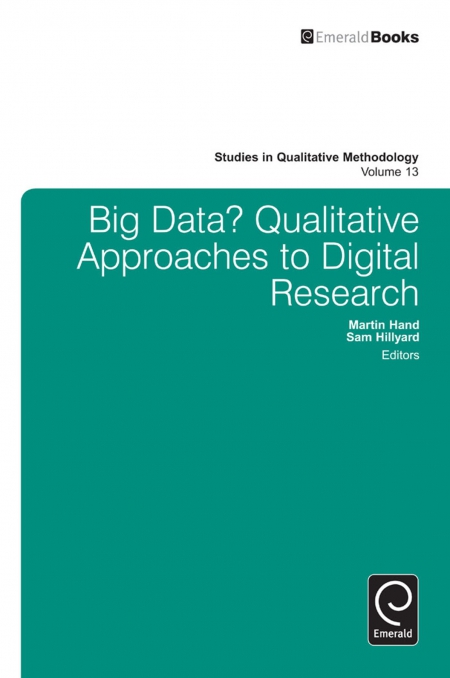 EmeraldBooks
Studies in Qualitative Methodology
Volume 13
Big Data? Qualitative
Approaches to Digital
Research
Martin Hand
Sam Hillyard
Editors
Emerald